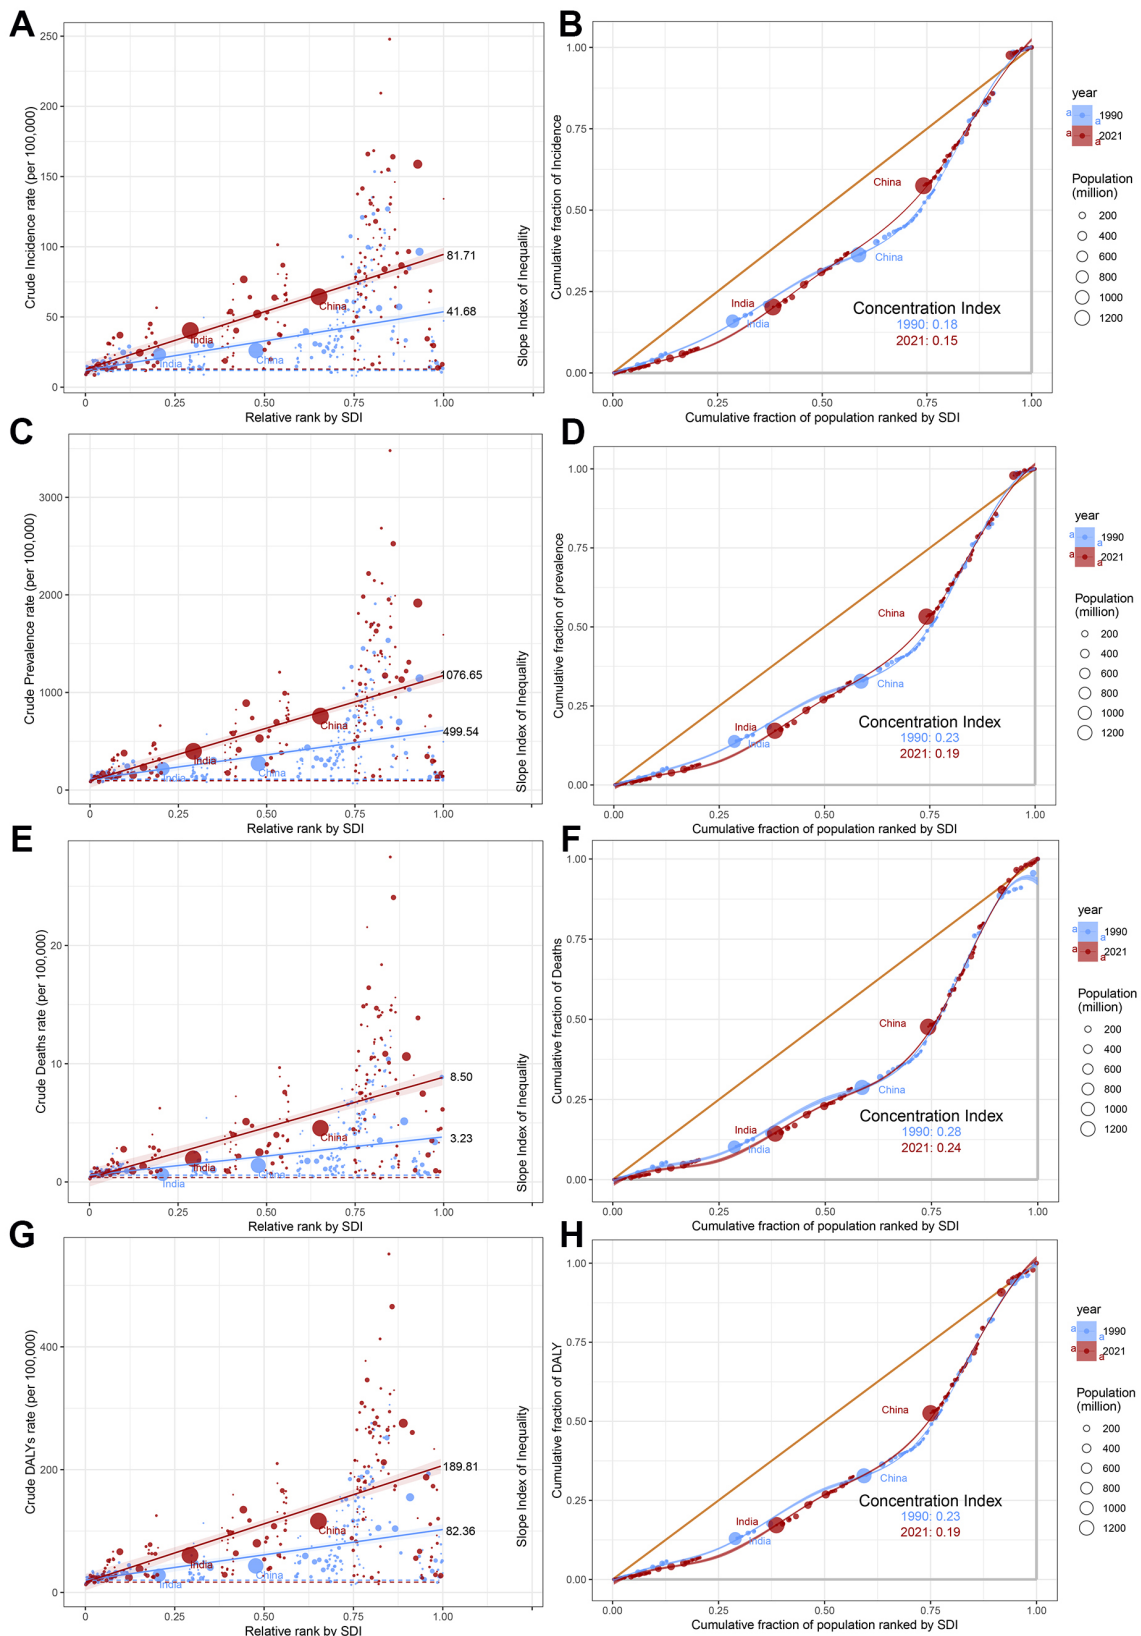 A
Crude Incidence rate (per 100,000)
250
200
150
100
50
0
0
0.25
0.50
0.75
1.00
Relative rank by SDI
Slope Index of Inequality
81.71
41.68
India
China
India
China
B
Cumulative fraction of Incidence
1.00
0.75
0.50
0.25
0.00
0.00
0.25
0.50
0.75
1.00
Cumulative fraction of population ranked by SDI
China
China
India
India
Concentration Index
1990: 0.18
2021: 0.15
year
a a 1990
a a 2021
Population
(million)
200
400
600
800
1000
1200
C
Crude Prevalence rate (per 100,000)
3000
2000
1000
0
0
0.25
0.50
0.75
1.00
Relative rank by SDI
Slope Index of Inequality
1076.65
499.54
India
China
India
China
D
Cumulative fraction of prevalence
1.00
0.75
0.50
0.25
0.00
0.00
0.25
0.50
0.75
1.00
Cumulative fraction of population ranked by SDI
China
China
India
India
Concentration Index
1990: 0.23
2021: 0.19
year
a a 1990
a a 2021
Population
(million)
200
400
600
800
1000
1200
E
Crude Deaths rate (per 100,000)
20
10
0
0
0.25
0.50
0.75
1.00
Relative rank by SDI
Slope Index of Inequality
8.50
3.23
India
China
India
China
F
Cumulative fraction of Deaths
1.00
0.75
0.50
0.25
0.00
0.00
0.25
0.50
0.75
1.00
Cumulative fraction of population ranked by SDI
China
China
India
India
Concentration Index
1990: 0.28
2021: 0.24
year
a a 1990
a a 2021
Population
(million)
200
400
600
800
1000
1200
G
Crude DALYs rate (per 100,000)
400
200
0
0
0.25
0.50
0.75
1.00
Relative rank by SDI
Slope Index of Inequality
189.81
82.36
India
China
India
China
H
Cumulative fraction of DALY
1.00
0.75
0.50
0.25
0.00
0.00
0.25
0.50
0.75
1.00
Cumulative fraction of population ranked by SDI
China
China
India
India
Concentration Index
1990: 0.23
2021: 0.19
year
a a 1990
a a 2021
Population
(million)
200
400
600
800
1000
1200